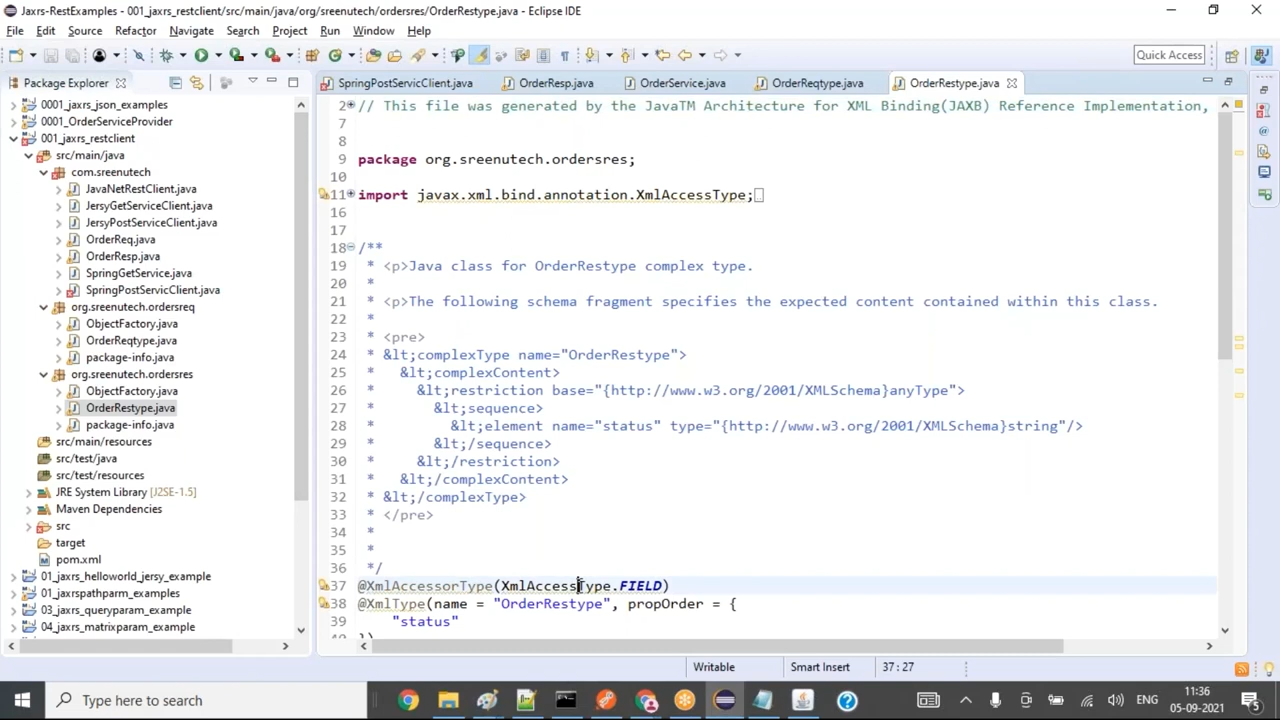 Jaxrs-RestExamples - 001_jaxrs_restclient/src/main/java/org/sreenutech/ordersres/OrderRestype.java - Eclipse IDE
File Edit Source Refactor Navigate Search Project Run Window Help
Quick Access
Package Explorer
SpringPostServicClient.java OrderResp.java OrderService.java OrderReqtype.java OrderRestype.java
0001_jaxrs_json_examples
0001_OrderServiceProvider
001_jaxrs_restclient
src/main/java
com.sreenutech
JavaNetRestClient.java
JersyGetServiceClient.java
JersyPostServiceClient.java
OrderReq.java
OrderResp.java
SpringGetService.java
SpringPostServicClient.java
org.sreenutech.ordersreq
ObjectFactory.java
OrderReqtype.java
package-info.java
org.sreenutech.ordersres
ObjectFactory.java
OrderRestype.java
package-info.java
src/main/resources
src/test/java
src/test/resources
JRE System Library [J2SE-1.5]
Maven Dependencies
src
target
pom.xml
01_jaxrs_helloworld_jersy_example
01_jaxrspathparm_examples
03_jaxrs_queryparam_example
04_jaxrs_matrixparam_example
2 // This file was generated by the JavaTM Architecture for XML Binding(JAXB) Reference Implementation,
7
8
9 package org.sreenutech.ordersres;
10
11 import javax.xml.bind.annotation.XmlAccessType;
16
17
18 /**
19 * <p>Java class for OrderRestype complex type.
20 *
21 * <p>The following schema fragment specifies the expected content contained within this class.
22 *
23 * <pre>
24 * &lt;complexType name="OrderRestype">
25 *   &lt;complexContent>
26 *     &lt;restriction base="{http://www.w3.org/2001/XMLSchema}anyType">
27 *       &lt;sequence>
28 *         &lt;element name="status" type="{http://www.w3.org/2001/XMLSchema}string"/>
29 *       &lt;/sequence>
30 *     &lt;/restriction>
31 *   &lt;/complexContent>
32 * &lt;/complexType>
33 * </pre>
34 *
35 *
36 */
37 @XmlAccessorType(XmlAccessType.FIELD)
38 @XmlType(name = "OrderRestype", propOrder = {
39 "status"
40 })
Writable Smart Insert 37 : 27
Type here to search
ENG
11:36
05-09-2021
5